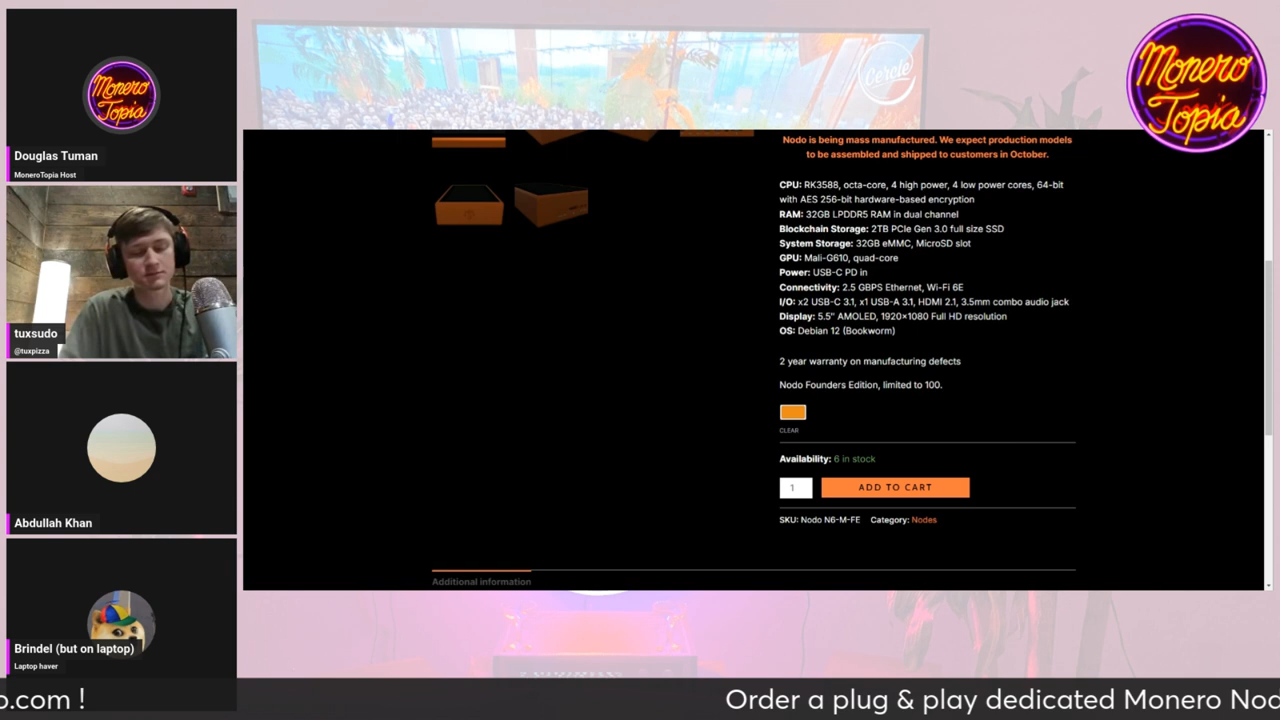 Monero
Topia
Douglas Tuman
MoneroTopia Host
tuxsudo
@tuxpizza
Abdullah Khan
Brindel (but on laptop)
Laptop haver
Cercle
Monero
Topia
Nodo is being mass manufactured. We expect production models
to be assembled and shipped to customers in October.
CPU: RK3588, octa-core, 4 high power, 4 low power cores, 64-bit
with AES 256-bit hardware-based encryption
RAM: 32GB LPDDR5 RAM in dual channel
Blockchain Storage: 2TB PCIe Gen 3.0 full size SSD
System Storage: 32GB eMMC, MicroSD slot
GPU: Mali-G610, quad-core
Power: USB-C PD in
Connectivity: 2.5 GBPS Ethernet, Wi-Fi 6E
I/O: x2 USB-C 3.1, x1 USB-A 3.1, HDMI 2.1, 3.5mm combo audio jack
Display: 5.5" AMOLED, 1920×1080 Full HD resolution
OS: Debian 12 (Bookworm)
2 year warranty on manufacturing defects
Nodo Founders Edition, limited to 100.
CLEAR
Availability: 6 in stock
1
ADD TO CART
SKU: Nodo N6-M-FE Category: Nodes
Additional information
o.com !
Order a plug & play dedicated Monero Nod